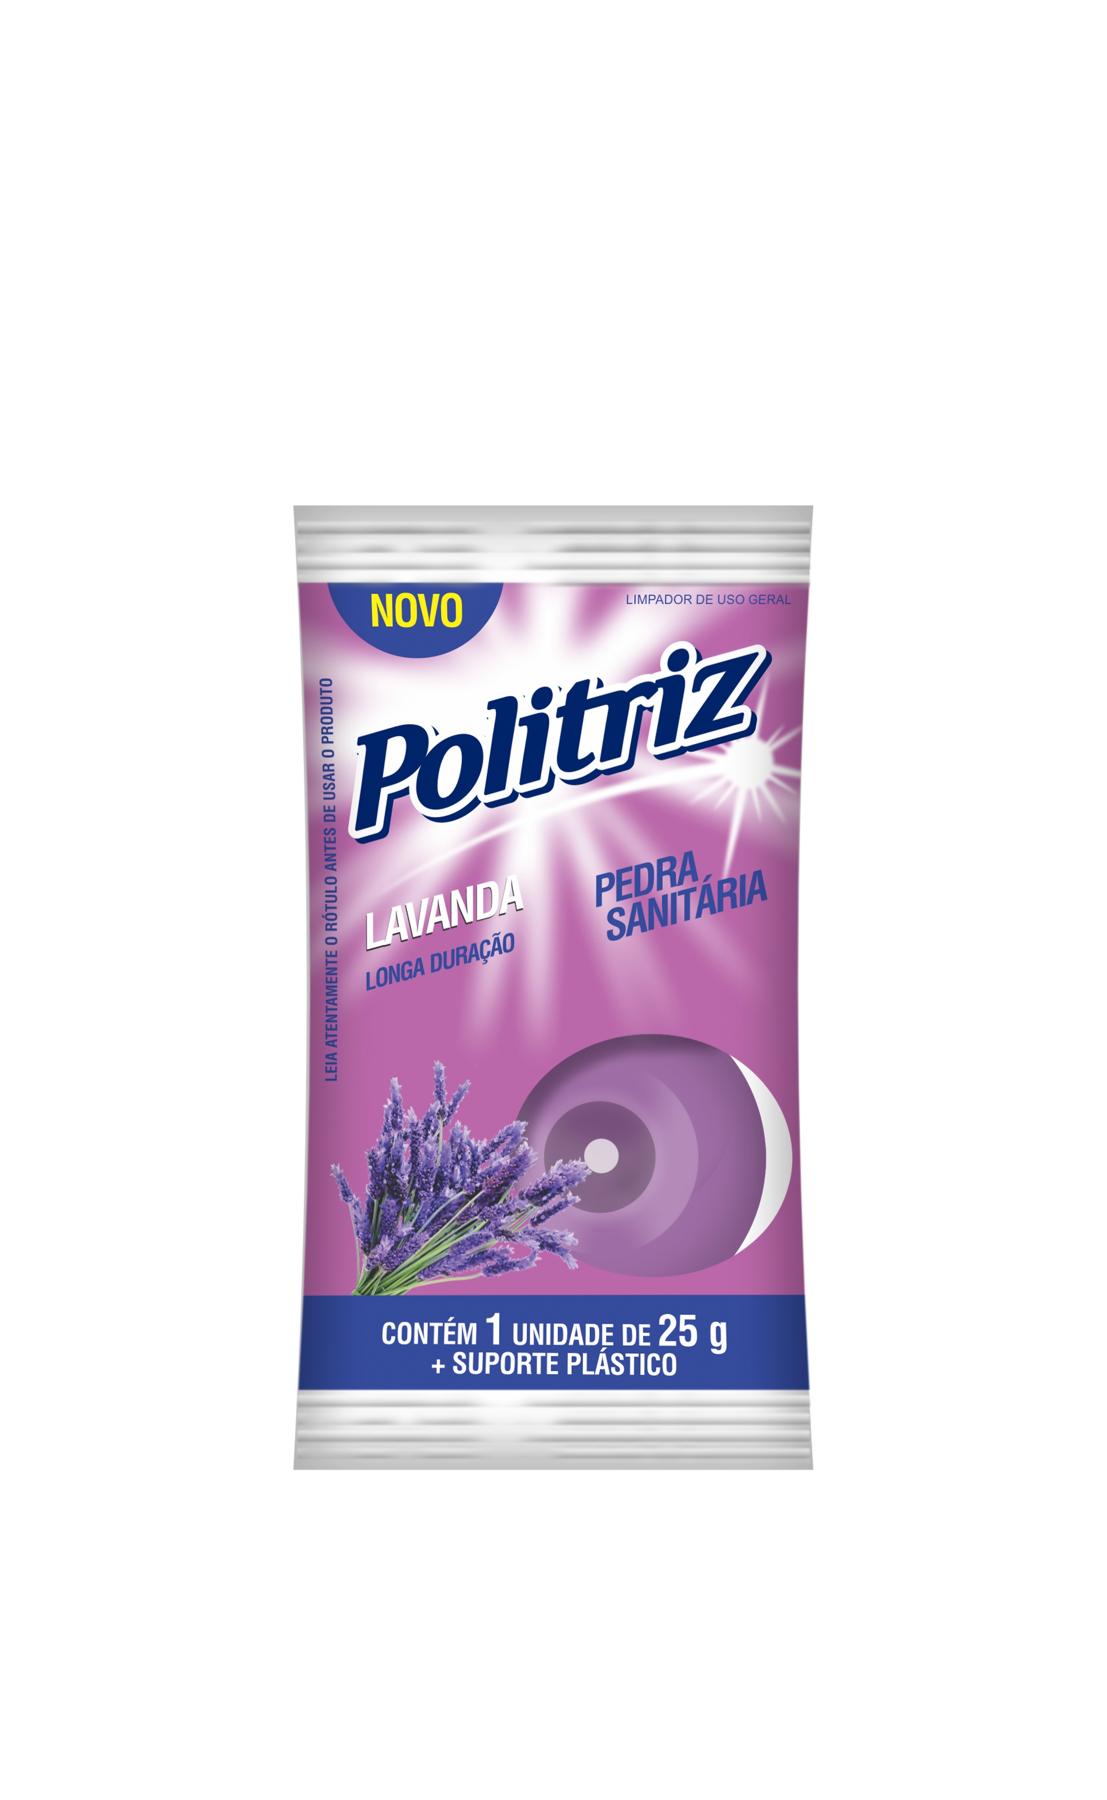 NOVO
LIMPADOR DE USO GERAL
Politriz
LEIA ATENTAMENTE O RÓTULO ANTES DE USAR O PRODUTO
LAVANDA
LONGA DURAÇÃO
PEDRA
SANITÁRIA
CONTÉM 1 UNIDADE DE 25 g
+ SUPORTE PLÁSTICO